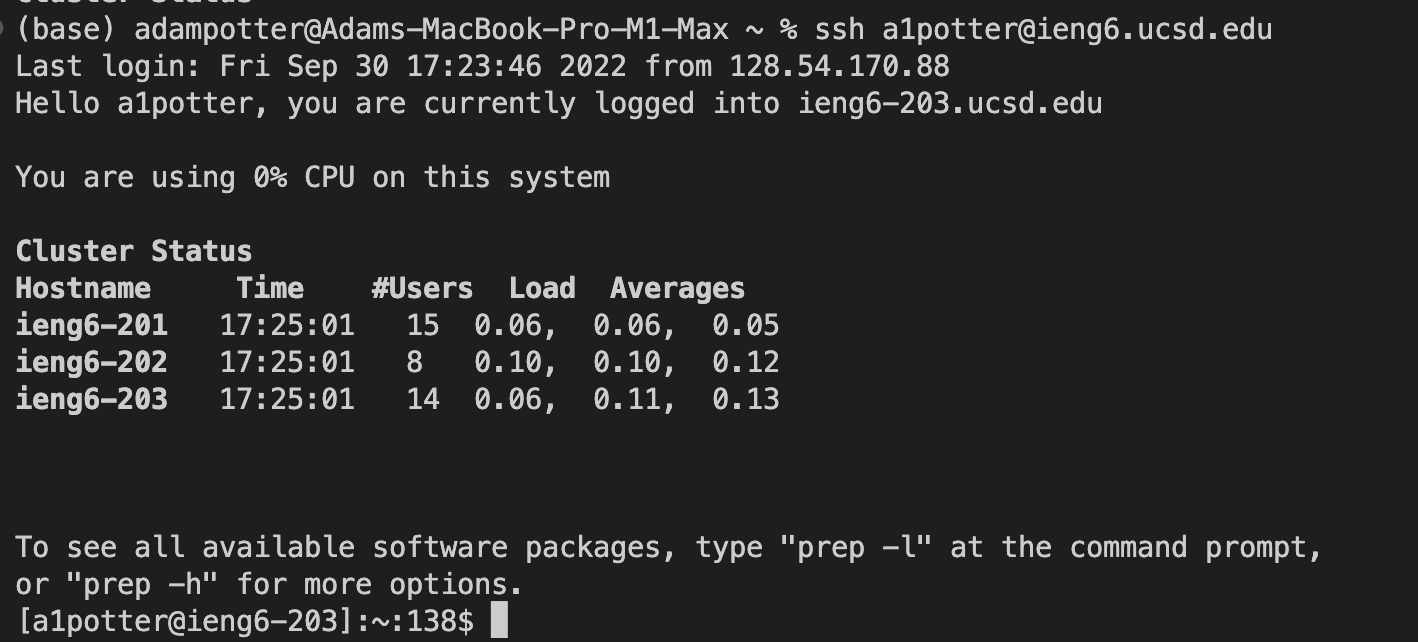 Cluster Status
(base) adampotter@Adams-MacBook-Pro-M1-Max ~ % ssh a1potter@ieng6.ucsd.edu
Last login: Fri Sep 30 17:23:46 2022 from 128.54.170.88
Hello a1potter, you are currently logged into ieng6-203.ucsd.edu
You are using 0% CPU on this system
Cluster Status
Hostname Time #Users Load Averages
ieng6-201 17:25:01 15 0.06, 0.06, 0.05
ieng6-202 17:25:01 8 0.10, 0.10, 0.12
ieng6-203 17:25:01 14 0.06, 0.11, 0.13
To see all available software packages, type "prep -l" at the command prompt,
or "prep -h" for more options.
[a1potter@ieng6-203]:~:138$